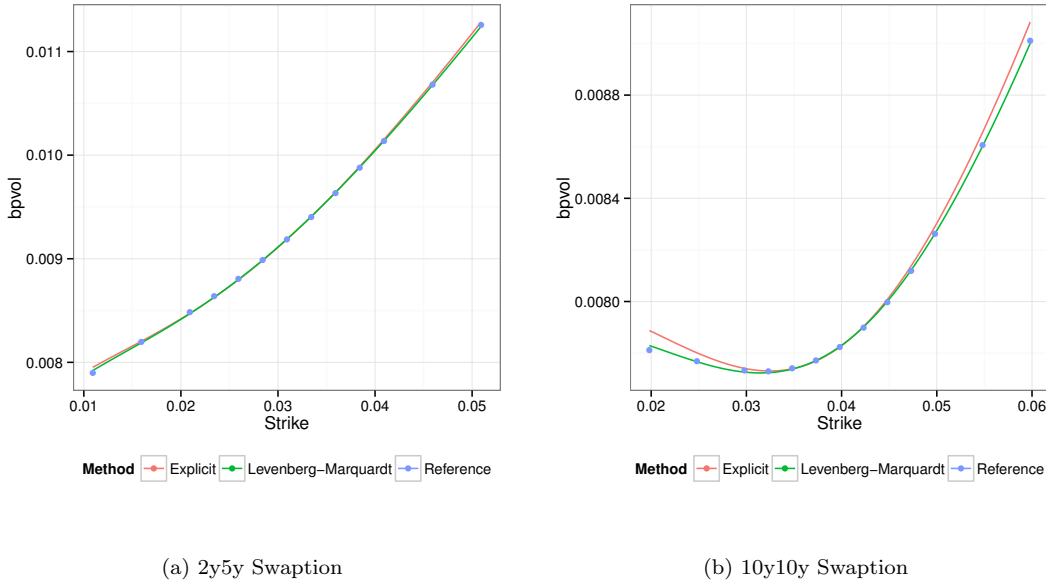 0.011
0.010
0.009
0.008
bpvol
0.01 0.02 0.03 0.04 0.05
Strike
Method Explicit Levenberg−Marquardt Reference
(a) 2y5y Swaption
0.0088
0.0084
0.0080
bpvol
0.02 0.03 0.04 0.05 0.06
Strike
Method Explicit Levenberg−Marquardt Reference
(b) 10y10y Swaption